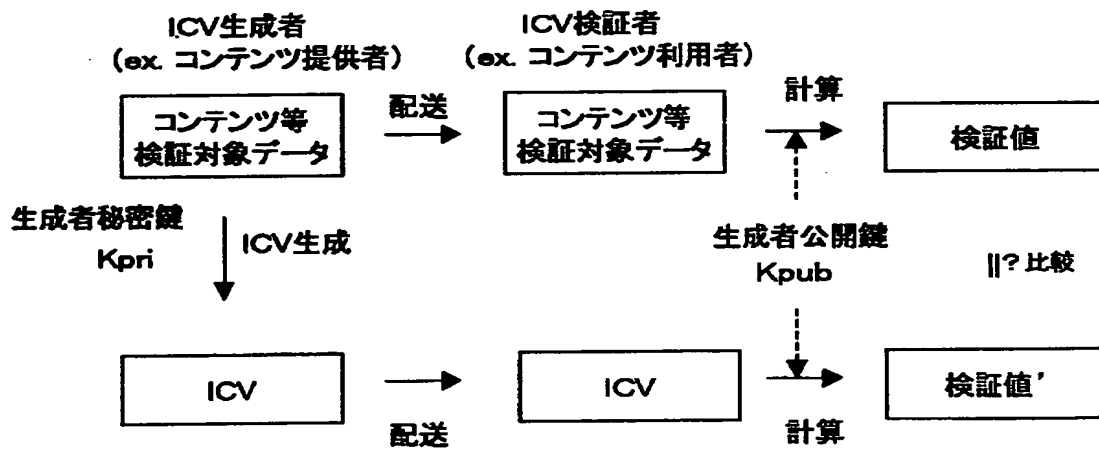 ICV生成者
(ex. コンテンツ提供者)
ICV検証者
(ex. コンテンツ利用者)
コンテンツ等
検証対象データ
配送
コンテンツ等
検証対象データ
計算
検証値
生成者秘密鍵
Kpri
ICV生成
生成者公開鍵
Kpub
||? 比較
ICV
配送
ICV
計算
検証値'